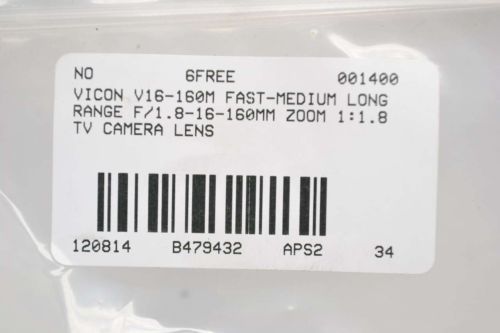 NO 6FREE 001400
VICON V16-160M FAST-MEDIUM LONG
RANGE F/1.8-16-160MM ZOOM 1:1.8
TV CAMERA LENS
120814 B479432 APS2 34